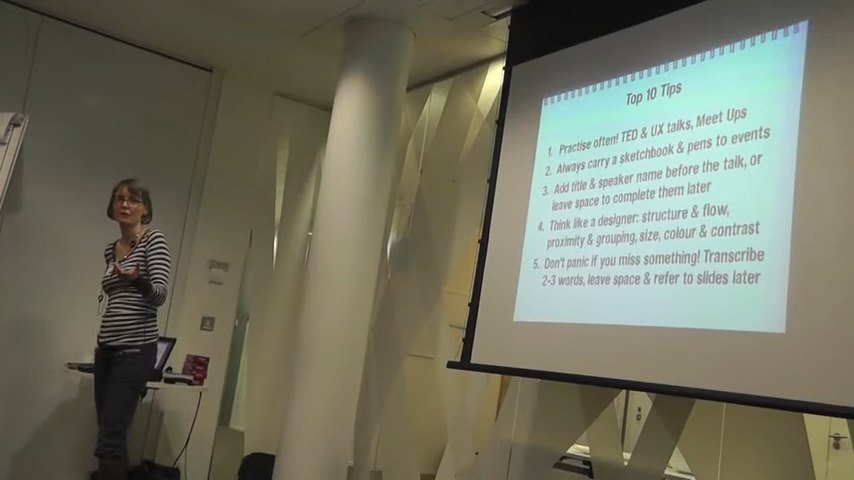 Top 10 Tips
1. Practise often! TED & UX talks, Meet Ups
2. Always carry a sketchbook & pens to events
3. Add title & speaker name before the talk, or
leave space to complete them later
4. Think like a designer: structure & flow,
proximity & grouping, size, colour & contrast
5. Don't panic if you miss something! Transcribe
2-3 words, leave space & refer to slides later